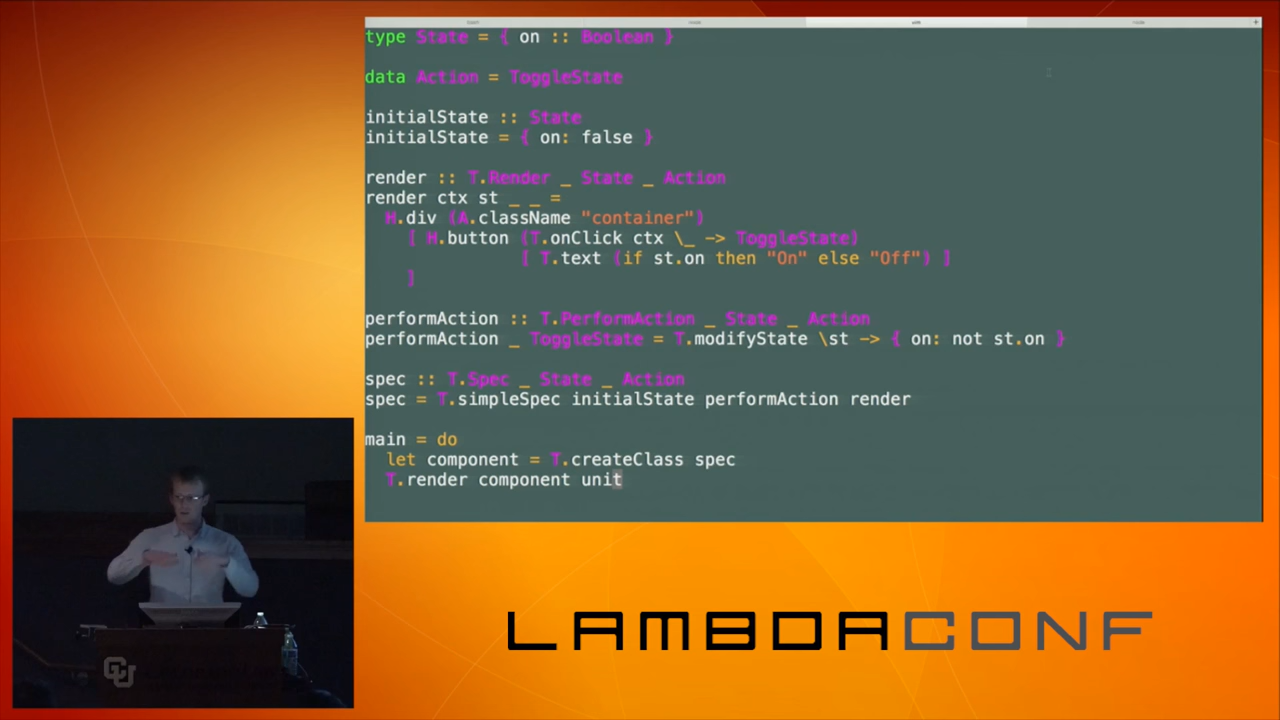 type State = { on :: Boolean }
data Action = ToggleState
initialState :: State
initialState = { on: false }
render :: T.Render _ State _ Action
render ctx st _ _ =
  H.div (A.className "container")
    [ H.button (T.onClick ctx \_ -> ToggleState)
               [ T.text (if st.on then "On" else "Off") ]
    ]
performAction :: T.PerformAction _ State _ Action
performAction _ ToggleState = T.modifyState \st -> { on: not st.on }
spec :: T.Spec _ State _ Action
spec = T.simpleSpec initialState performAction render
main = do
  let component = T.createClass spec
  T.render component unit
LAMBDACONF
CU